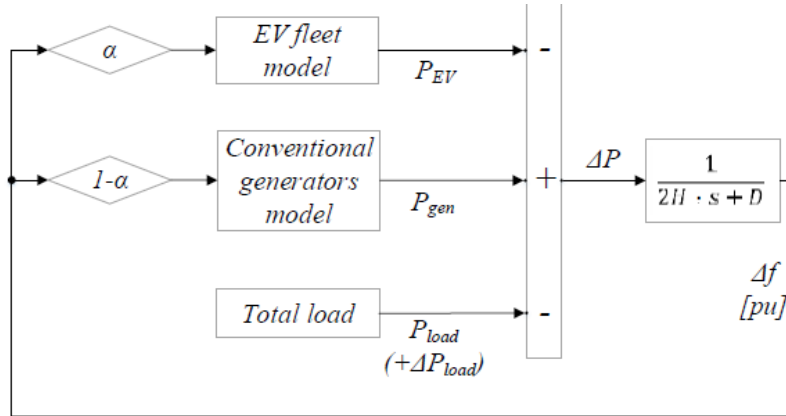 α
EV fleet
model
P_EV
-
1-α
Conventional
generators
model
P_gen
+
ΔP
1
2H · s + D
Total load
P_load
(+ΔP_load)
-
Δf
[pu]